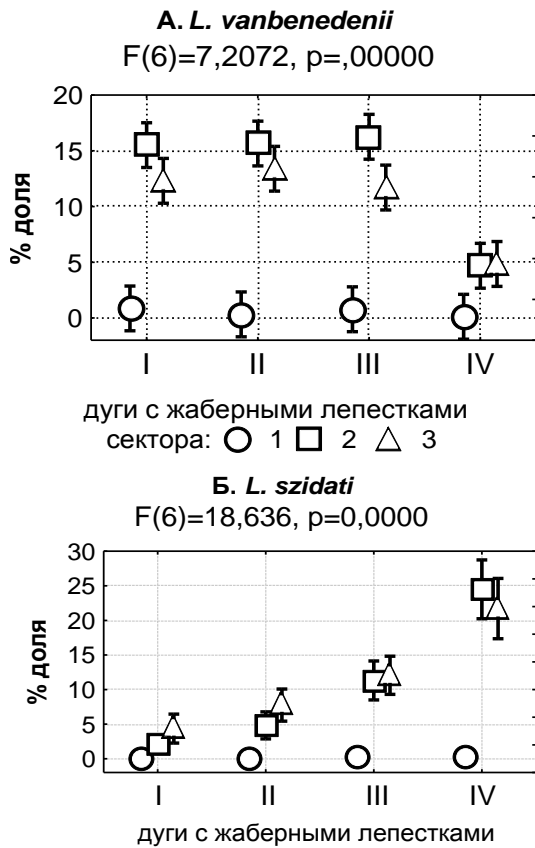 А. L. vanbenedenii
F(6)=7,2072, p=,00000
20
15
10
5
0
% доля
I II III IV
дуги с жаберными лепестками
сектора: 1 2 3
Б. L. szidati
F(6)=18,636, p=0,0000
30
25
20
15
10
5
0
% доля
I II III IV
дуги с жаберными лепестками